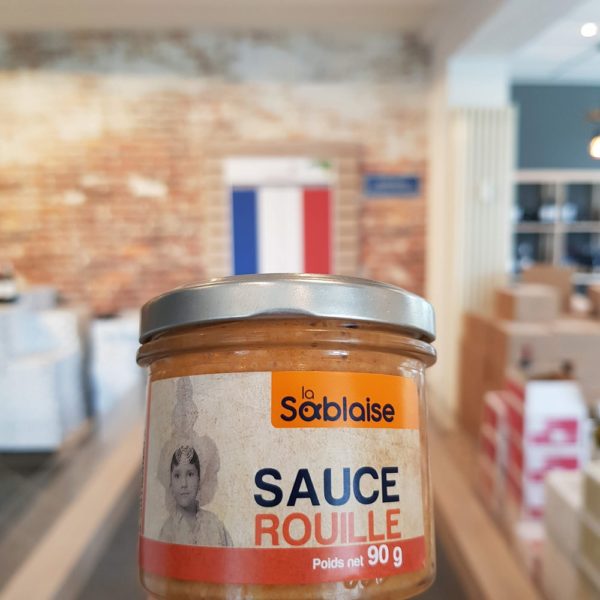 la
Sablaise
SAUCE
ROUILLE
Poids net 90 g